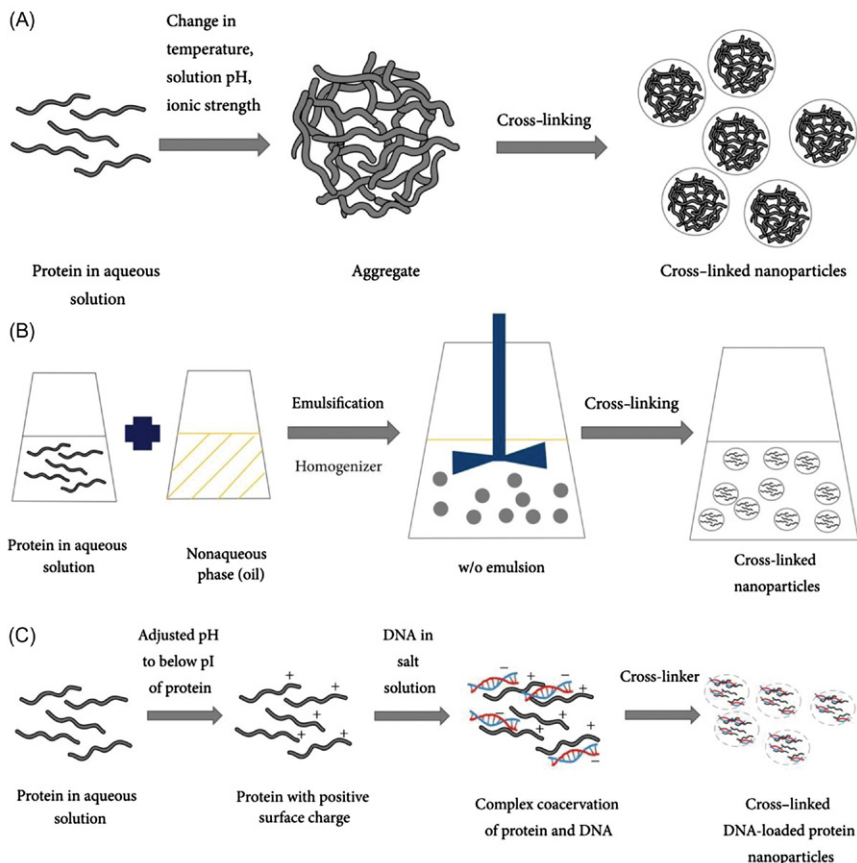 (A)
Change in
temperature,
solution pH,
ionic strength
Cross-linking
Protein in aqueous
solution
Aggregate
Cross-linked nanoparticles
(B)
Emulsification
Homogenizer
Cross-linking
Protein in aqueous
solution
Nonaqueous
phase (oil)
w/o emulsion
Cross-linked
nanoparticles
(C)
Adjusted pH
to below pI
of protein
DNA in
salt
solution
Cross-linker
+
+
+
+
+
−
+
−
+
−
+
−
Protein in aqueous
solution
Protein with positive
surface charge
Complex coacervation
of protein and DNA
Cross-linked
DNA-loaded protein
nanoparticles